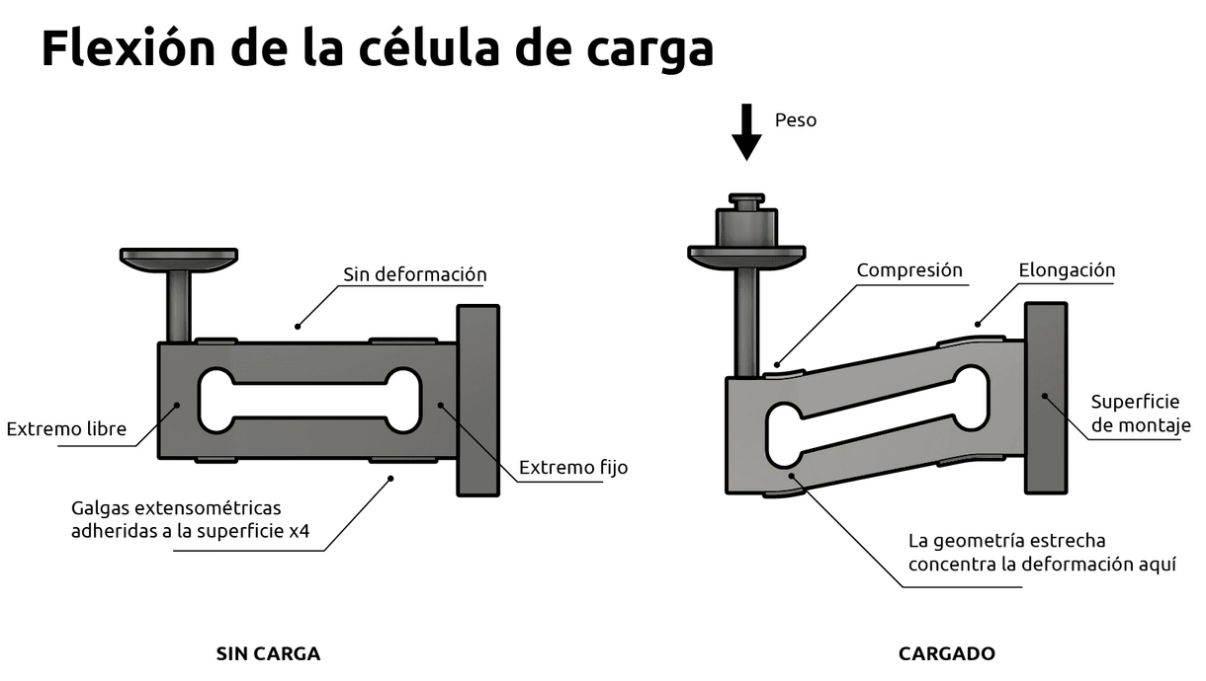 Flexión de la célula de carga
Peso
Sin deformación
Extremo libre
Extremo fijo
Galgas extensométricas
adheridas a la superficie x4
SIN CARGA
Compresión
Elongación
Superficie
de montaje
La geometría estrecha
concentra la deformación aquí
CARGADO